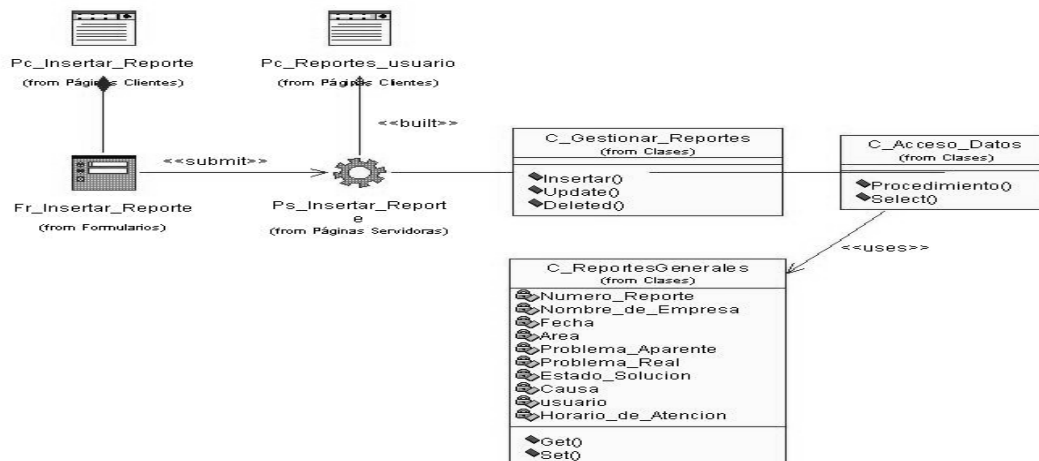 Pc_Insertar_Reporte
(from Páginas Clientes)
Pc_Reportes_usuario
(from Páginas Clientes)
<<built>>
<<submit>>
Fr_Insertar_Reporte
(from Formularios)
Ps_Insertar_Report
e
(from Páginas Servidoras)
C_Gestionar_Reportes
(from Clases)
Insertar()
Update()
Deleted()
C_Acceso_Datos
(from Clases)
Procedimiento()
Select()
<<uses>>
C_ReportesGenerales
(from Clases)
Numero_Reporte
Nombre_de_Empresa
Fecha
Area
Problema_Aparente
Problema_Real
Estado_Solucion
Causa
usuario
Horario_de_Atencion
Get()
Set()